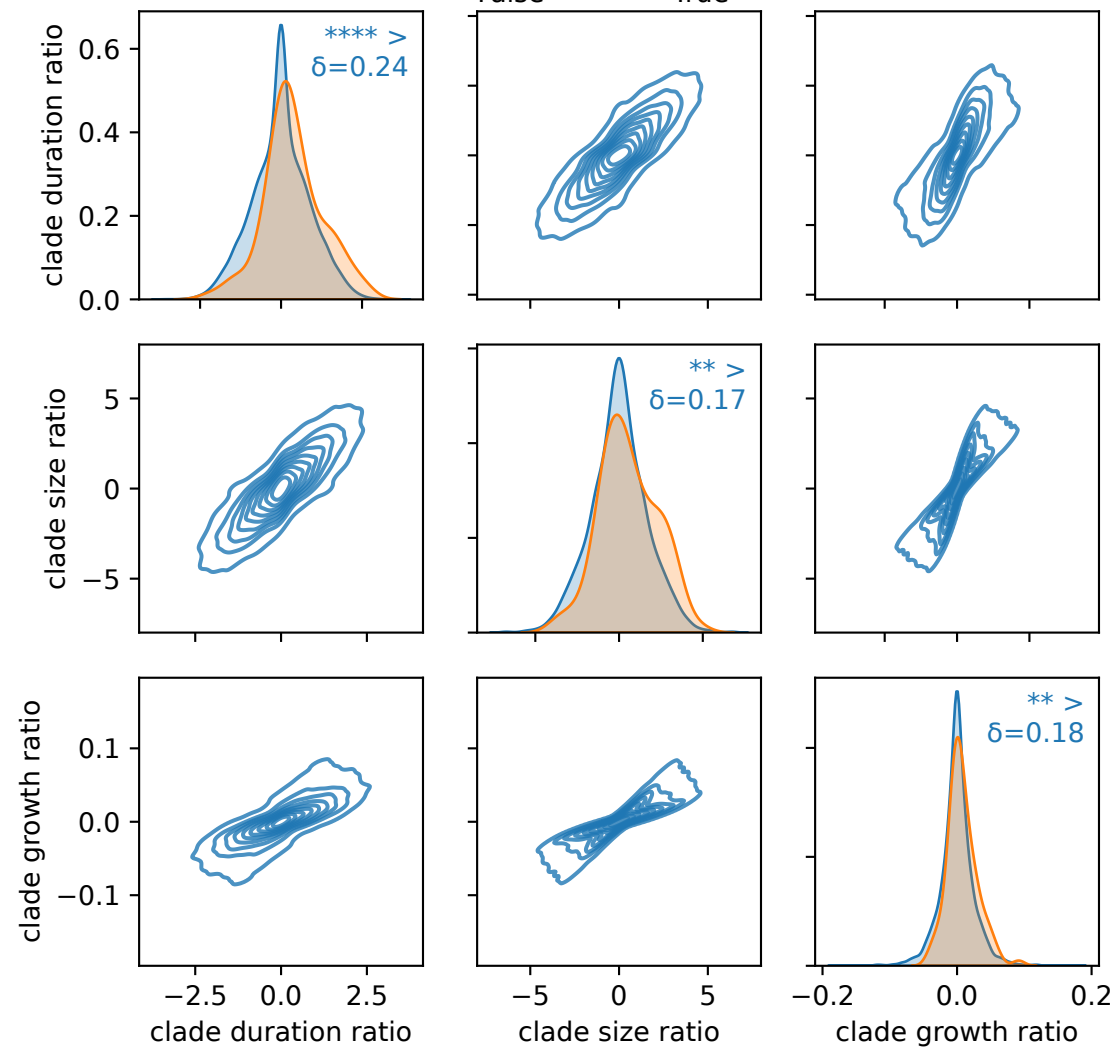 clade duration ratio
0.6
0.4
0.2
0.0
**** >
δ=0.24
clade size ratio
5
0
−5
** >
δ=0.17
clade growth ratio
0.1
0.0
−0.1
** >
δ=0.18
−2.5 0.0 2.5
−5 0 5
−0.2 0.0 0.2
clade duration ratio
clade size ratio
clade growth ratio